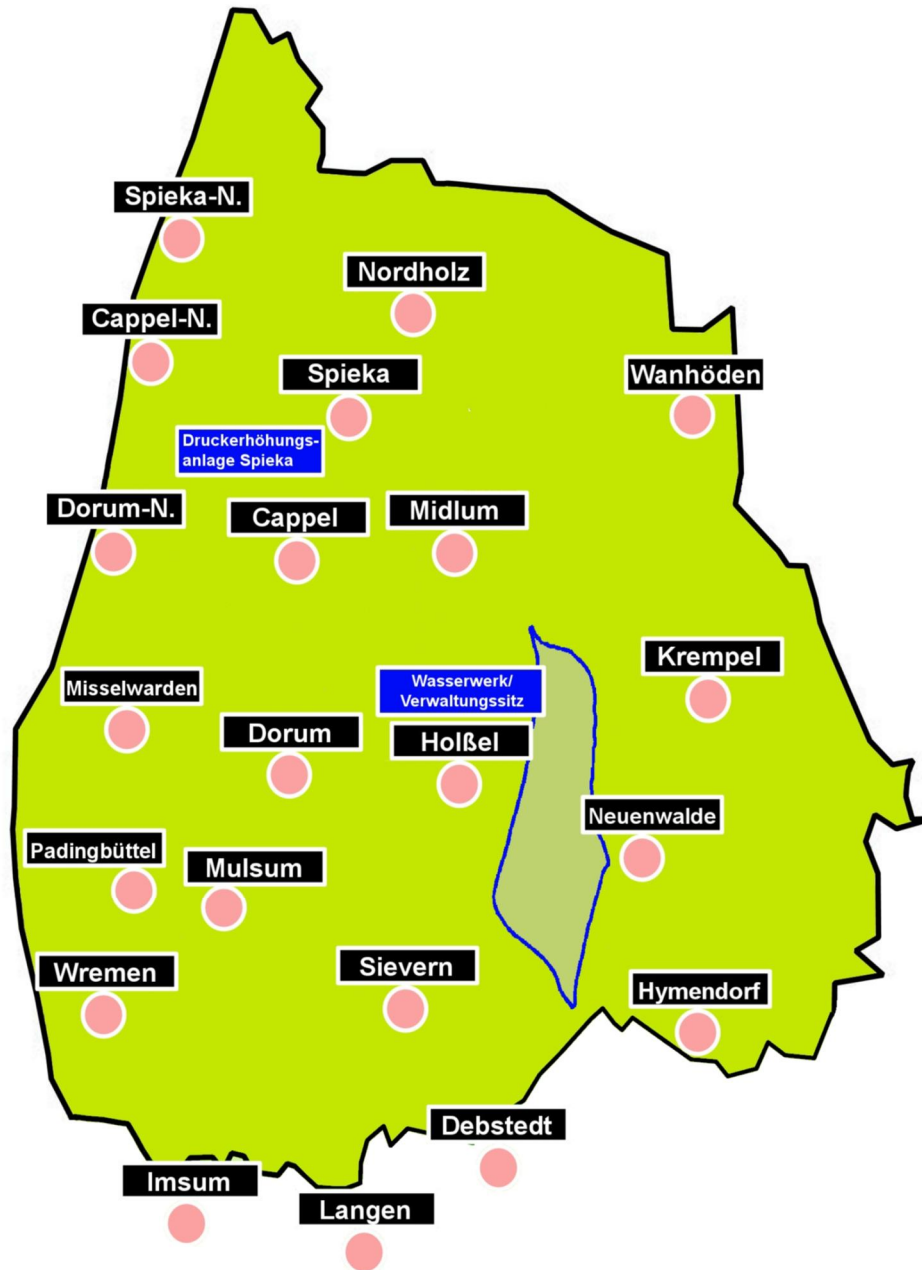 Spieka-N.
Nordholz
Cappel-N.
Spieka
Wanhöden
Druckerhöhungs-
anlage Spieka
Dorum-N.
Cappel
Midlum
Krempel
Misselwarden
Wasserwerk/
Verwaltungssitz
Dorum
Holßel
Neuenwalde
Padingbüttel
Mulsum
Wremen
Sievern
Hymendorf
Debstedt
Imsum
Langen